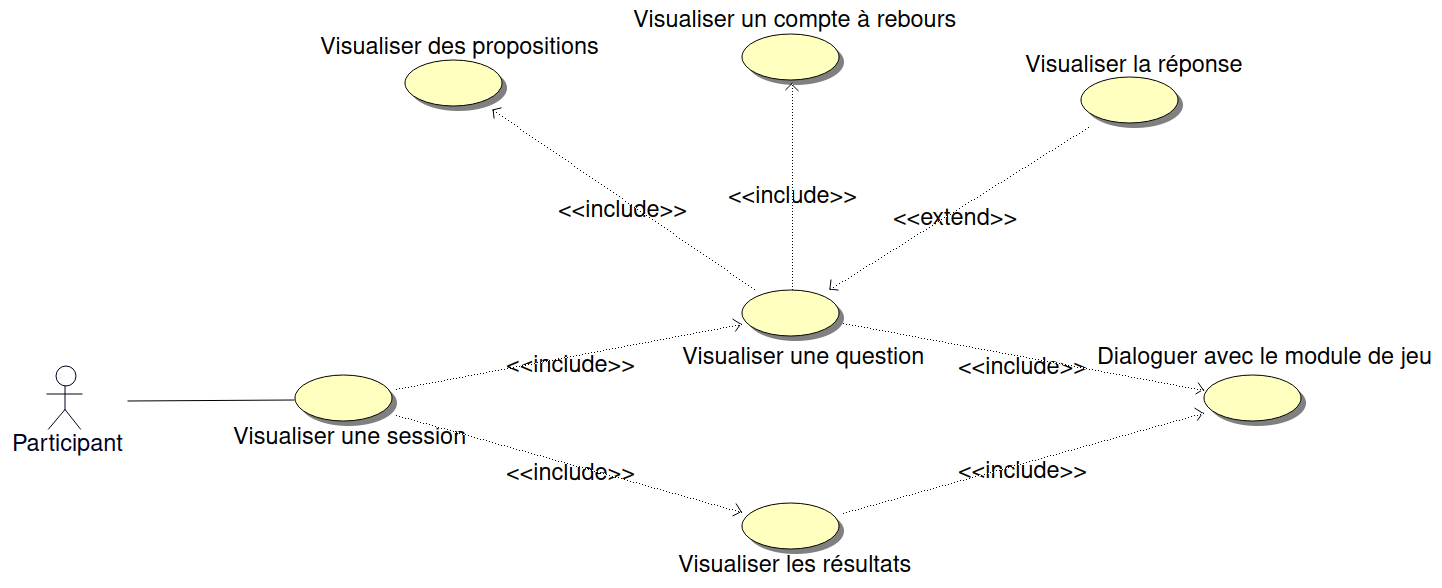 Visualiser un compte à rebours
Visualiser des propositions
Visualiser la réponse
<<include>>
<<include>>
<<extend>>
Visualiser une question
Dialoguer avec le module de jeu
<<include>>
<<include>>
Participant
Visualiser une session
<<include>>
<<include>>
Visualiser les résultats